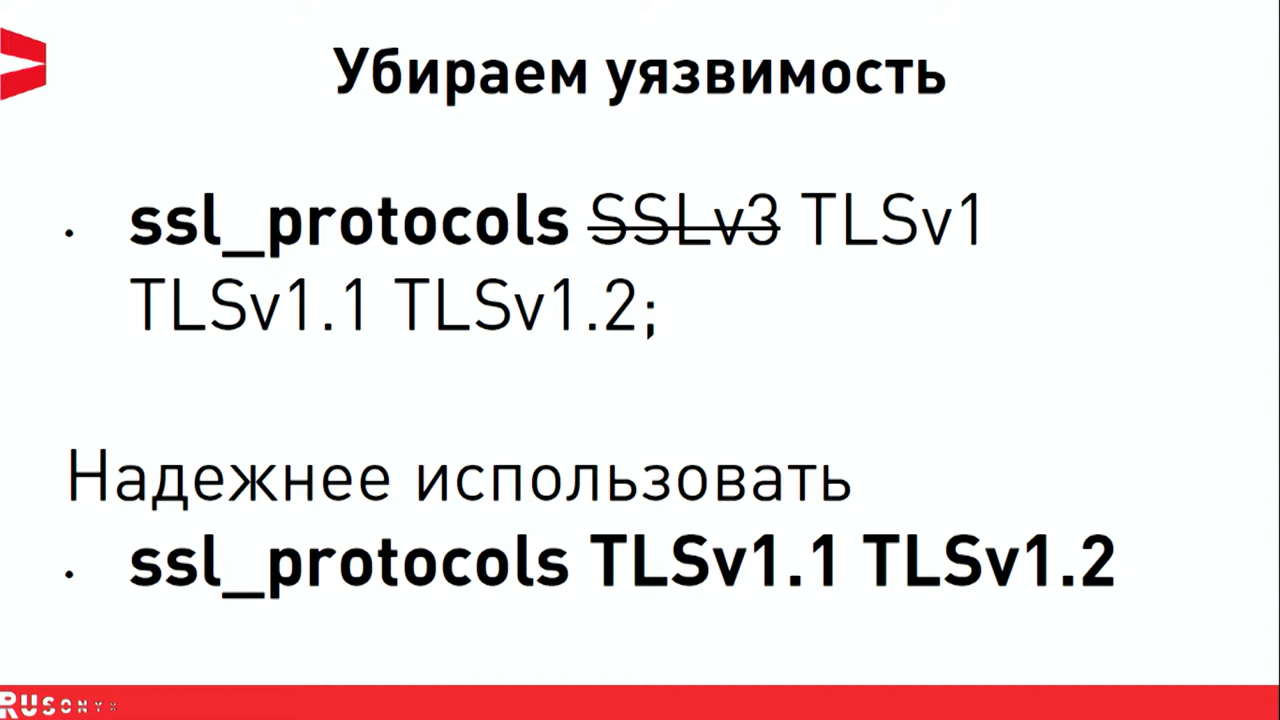 Убираем уязвимость
• ssl_protocols SSLv3 TLSv1
TLSv1.1 TLSv1.2;
Надежнее использовать
• ssl_protocols TLSv1.1 TLSv1.2
RUSONYX